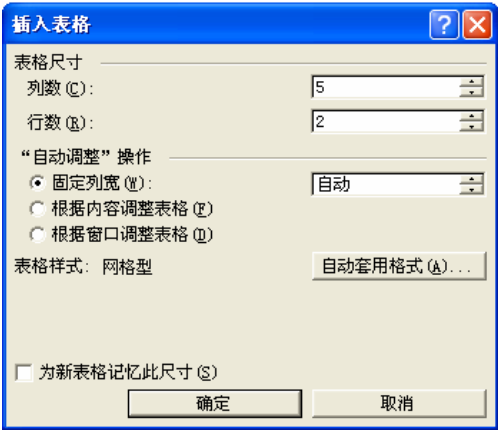 插入表格
表格尺寸
列数(C): 5
行数(R): 2
“自动调整”操作
固定列宽(W): 自动
根据内容调整表格(F)
根据窗口调整表格(D)
表格样式: 网格型 自动套用格式(A)...
为新表格记忆此尺寸(S)
确定 取消